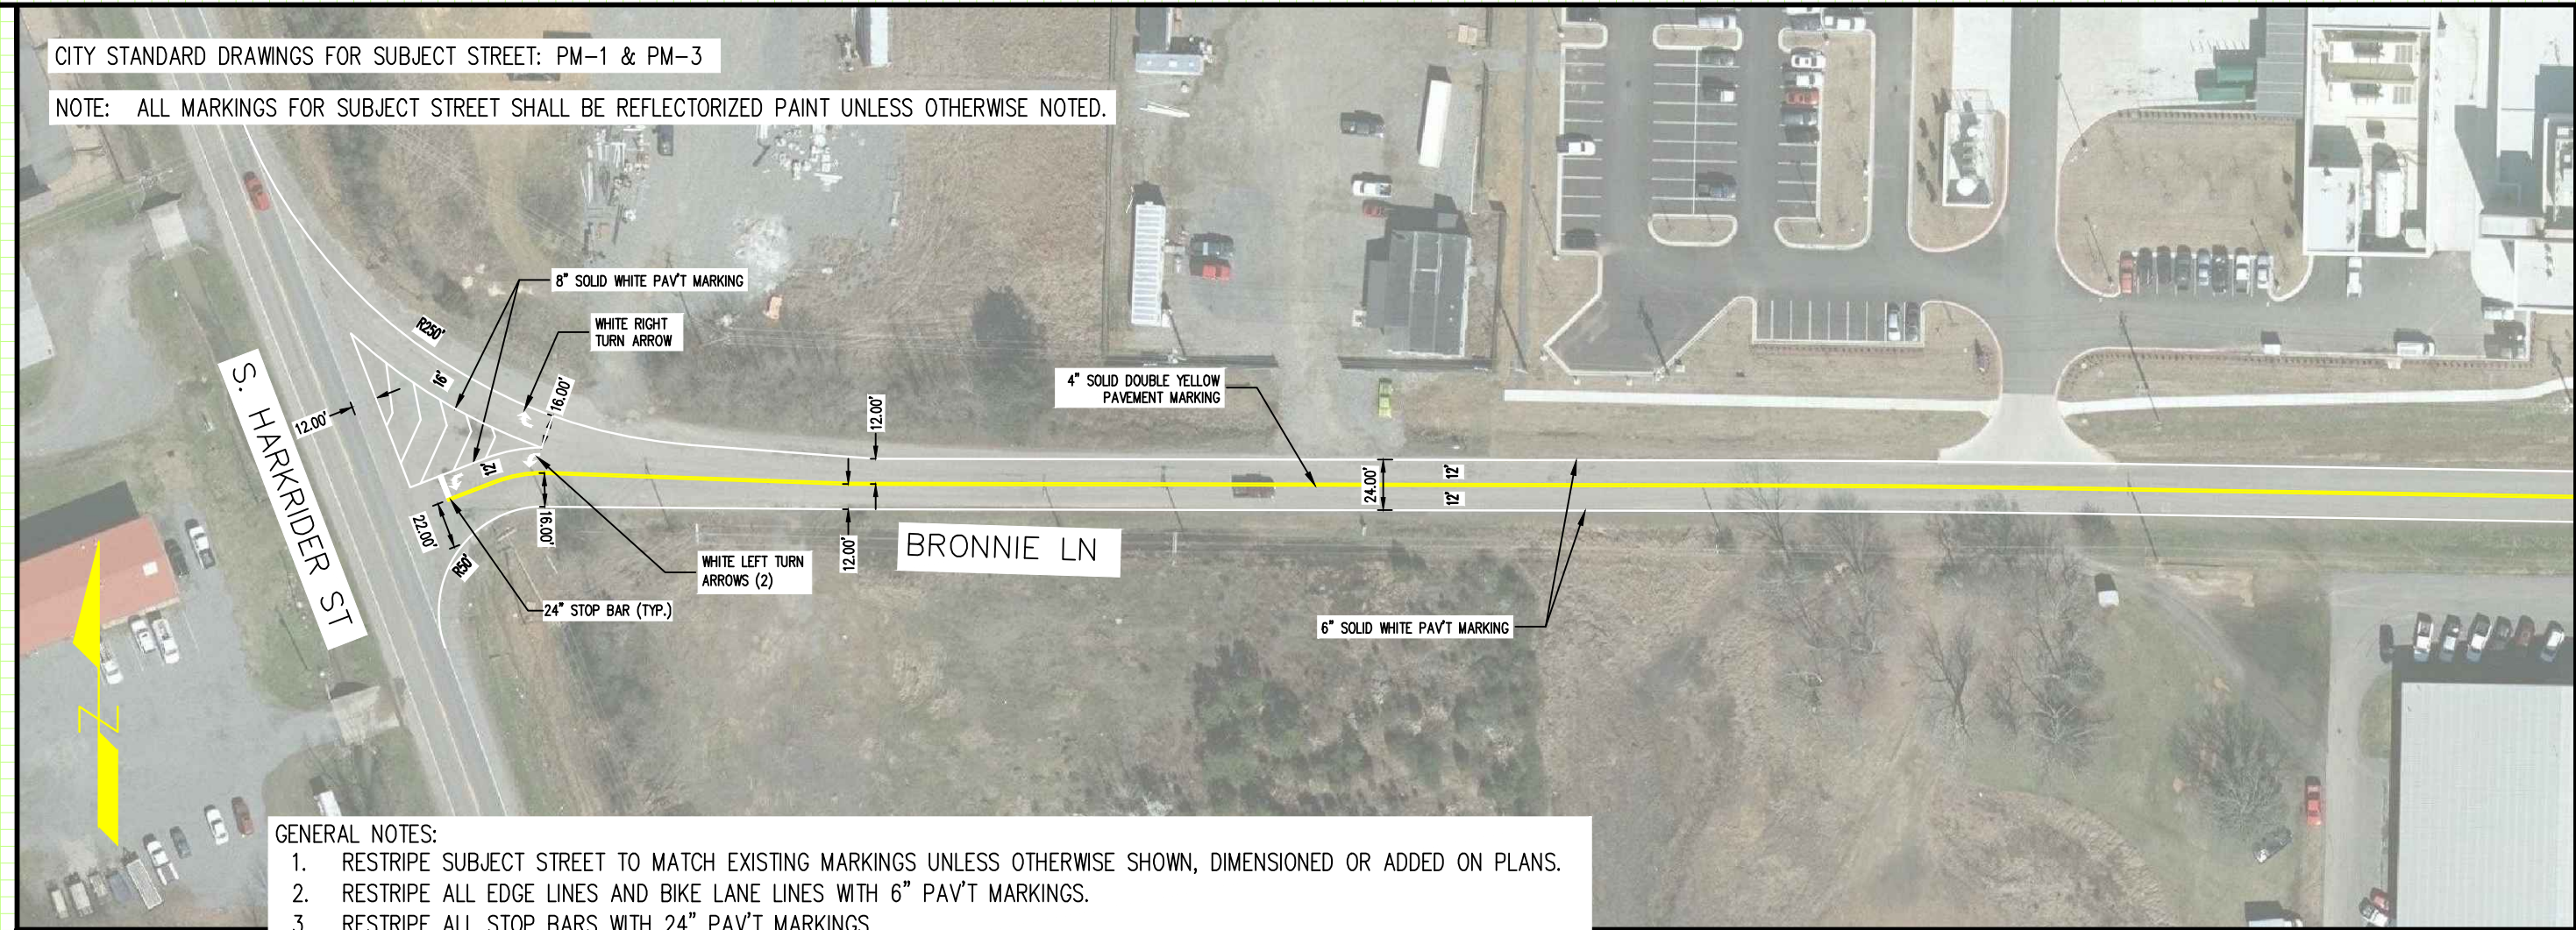 CITY STANDARD DRAWINGS FOR SUBJECT STREET: PM-1 & PM-3
NOTE: ALL MARKINGS FOR SUBJECT STREET SHALL BE REFLECTORIZED PAINT UNLESS OTHERWISE NOTED.
8" SOLID WHITE PAV'T MARKING
WHITE RIGHT
TURN ARROW
R250'
16'
16.00'
12.00'
S. HARKRIDER ST
12'
22.00'
R50'
16.00'
12.00'
12.00'
4" SOLID DOUBLE YELLOW
PAVEMENT MARKING
24.00'
12'
12'
BRONNIE LN
WHITE LEFT TURN
ARROWS (2)
24" STOP BAR (TYP.)
6" SOLID WHITE PAV'T MARKING
N
GENERAL NOTES:
1. RESTRIPE SUBJECT STREET TO MATCH EXISTING MARKINGS UNLESS OTHERWISE SHOWN, DIMENSIONED OR ADDED ON PLANS.
2. RESTRIPE ALL EDGE LINES AND BIKE LANE LINES WITH 6" PAV'T MARKINGS.
3. RESTRIPE ALL STOP BARS WITH 24" PAV'T MARKINGS